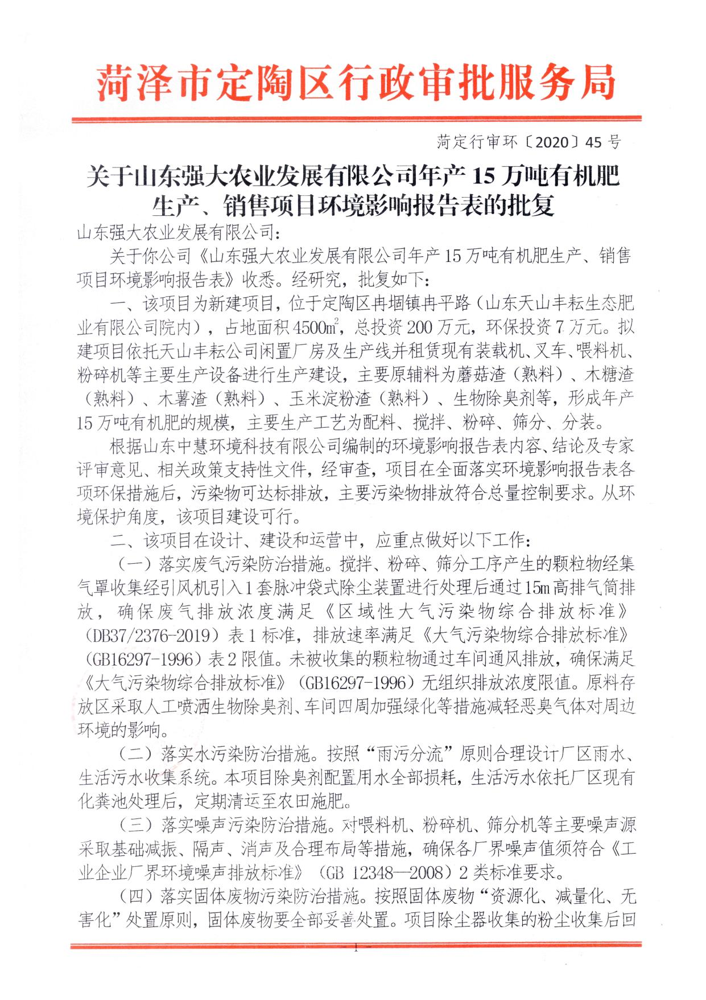 菏泽市定陶区行政审批服务局
菏定行审环〔2020〕45 号
关于山东强大农业发展有限公司年产 15 万吨有机肥
生产、销售项目环境影响报告表的批复
山东强大农业发展有限公司：
关于你公司《山东强大农业发展有限公司年产 15 万吨有机肥生产、销售
项目环境影响报告表》收悉。经研究，批复如下：
一、该项目为新建项目，位于定陶区冉堌镇冉平路（山东天山丰耘生态肥
业有限公司院内），占地面积 4500㎡，总投资 200 万元，环保投资 7 万元。拟
建项目依托天山丰耘公司闲置厂房及生产线并租赁现有装载机、叉车、喂料机、
粉碎机等主要生产设备进行生产建设，主要原辅料为蘑菇渣（熟料）、木糖渣
（熟料）、木薯渣（熟料）、玉米淀粉渣（熟料）、生物除臭剂等，形成年产
15 万吨有机肥的规模，主要生产工艺为配料、搅拌、粉碎、筛分、分装。
根据山东中慧环境科技有限公司编制的环境影响报告表内容、结论及专家
评审意见、相关政策支持性文件，经审查，项目在全面落实环境影响报告表各
项环保措施后，污染物可达标排放，主要污染物排放符合总量控制要求。从环
境保护角度，该项目建设可行。
二、该项目在设计、建设和运营中，应重点做好以下工作：
（一）落实废气污染防治措施。搅拌、粉碎、筛分工序产生的颗粒物经集
气罩收集经引风机引入 1 套脉冲袋式除尘装置进行处理后通过 15m 高排气筒排
放，确保废气排放浓度满足《区域性大气污染物综合排放标准》
（DB37/2376-2019）表 1 标准，排放速率满足《大气污染物综合排放标准》
（GB16297-1996）表 2 限值。未被收集的颗粒物通过车间通风排放，确保满足
《大气污染物综合排放标准》（GB16297-1996）无组织排放浓度限值。原料存
放区采取人工喷洒生物除臭剂、车间四周加强绿化等措施减轻恶臭气体对周边
环境的影响。
（二）落实水污染防治措施。按照“雨污分流”原则合理设计厂区雨水、
生活污水收集系统。本项目除臭剂配置用水全部损耗，生活污水依托厂区现有
化粪池处理后，定期清运至农田施肥。
（三）落实噪声污染防治措施。对喂料机、粉碎机、筛分机等主要噪声源
采取基础减振、隔声、消声及合理布局等措施，确保各厂界噪声值须符合《工
业企业厂界环境噪声排放标准》（GB 12348—2008）2 类标准要求。
（四）落实固体废物污染防治措施。按照固体废物“资源化、减量化、无
害化”处置原则，固体废物要全部妥善处置。项目除尘器收集的粉尘收集后回
- 1 -